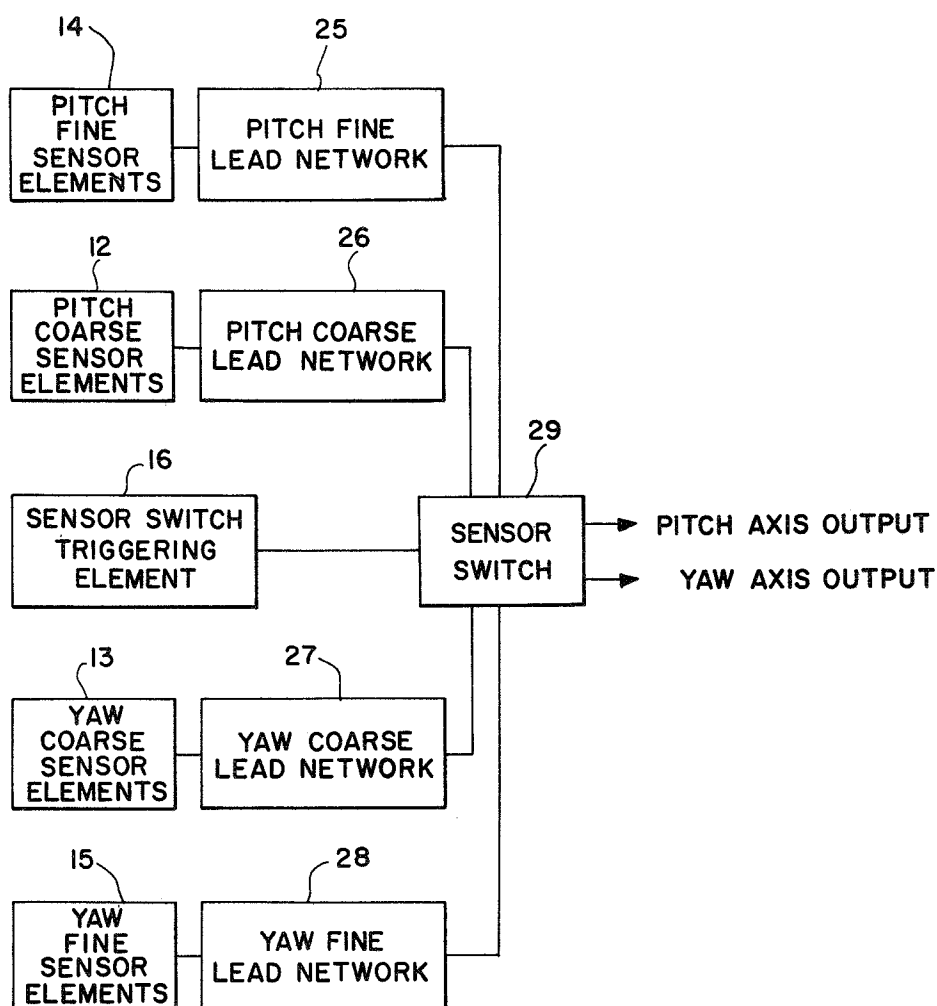 14
25
PITCH
FINE
SENSOR
ELEMENTS
PITCH FINE
LEAD NETWORK
12
26
PITCH
COARSE
SENSOR
ELEMENTS
PITCH COARSE
LEAD NETWORK
16
29
SENSOR SWITCH
TRIGGERING
ELEMENT
SENSOR
SWITCH
PITCH AXIS OUTPUT
YAW AXIS OUTPUT
13
27
YAW
COARSE
SENSOR
ELEMENTS
YAW COARSE
LEAD NETWORK
15
28
YAW
FINE
SENSOR
ELEMENTS
YAW FINE
LEAD NETWORK